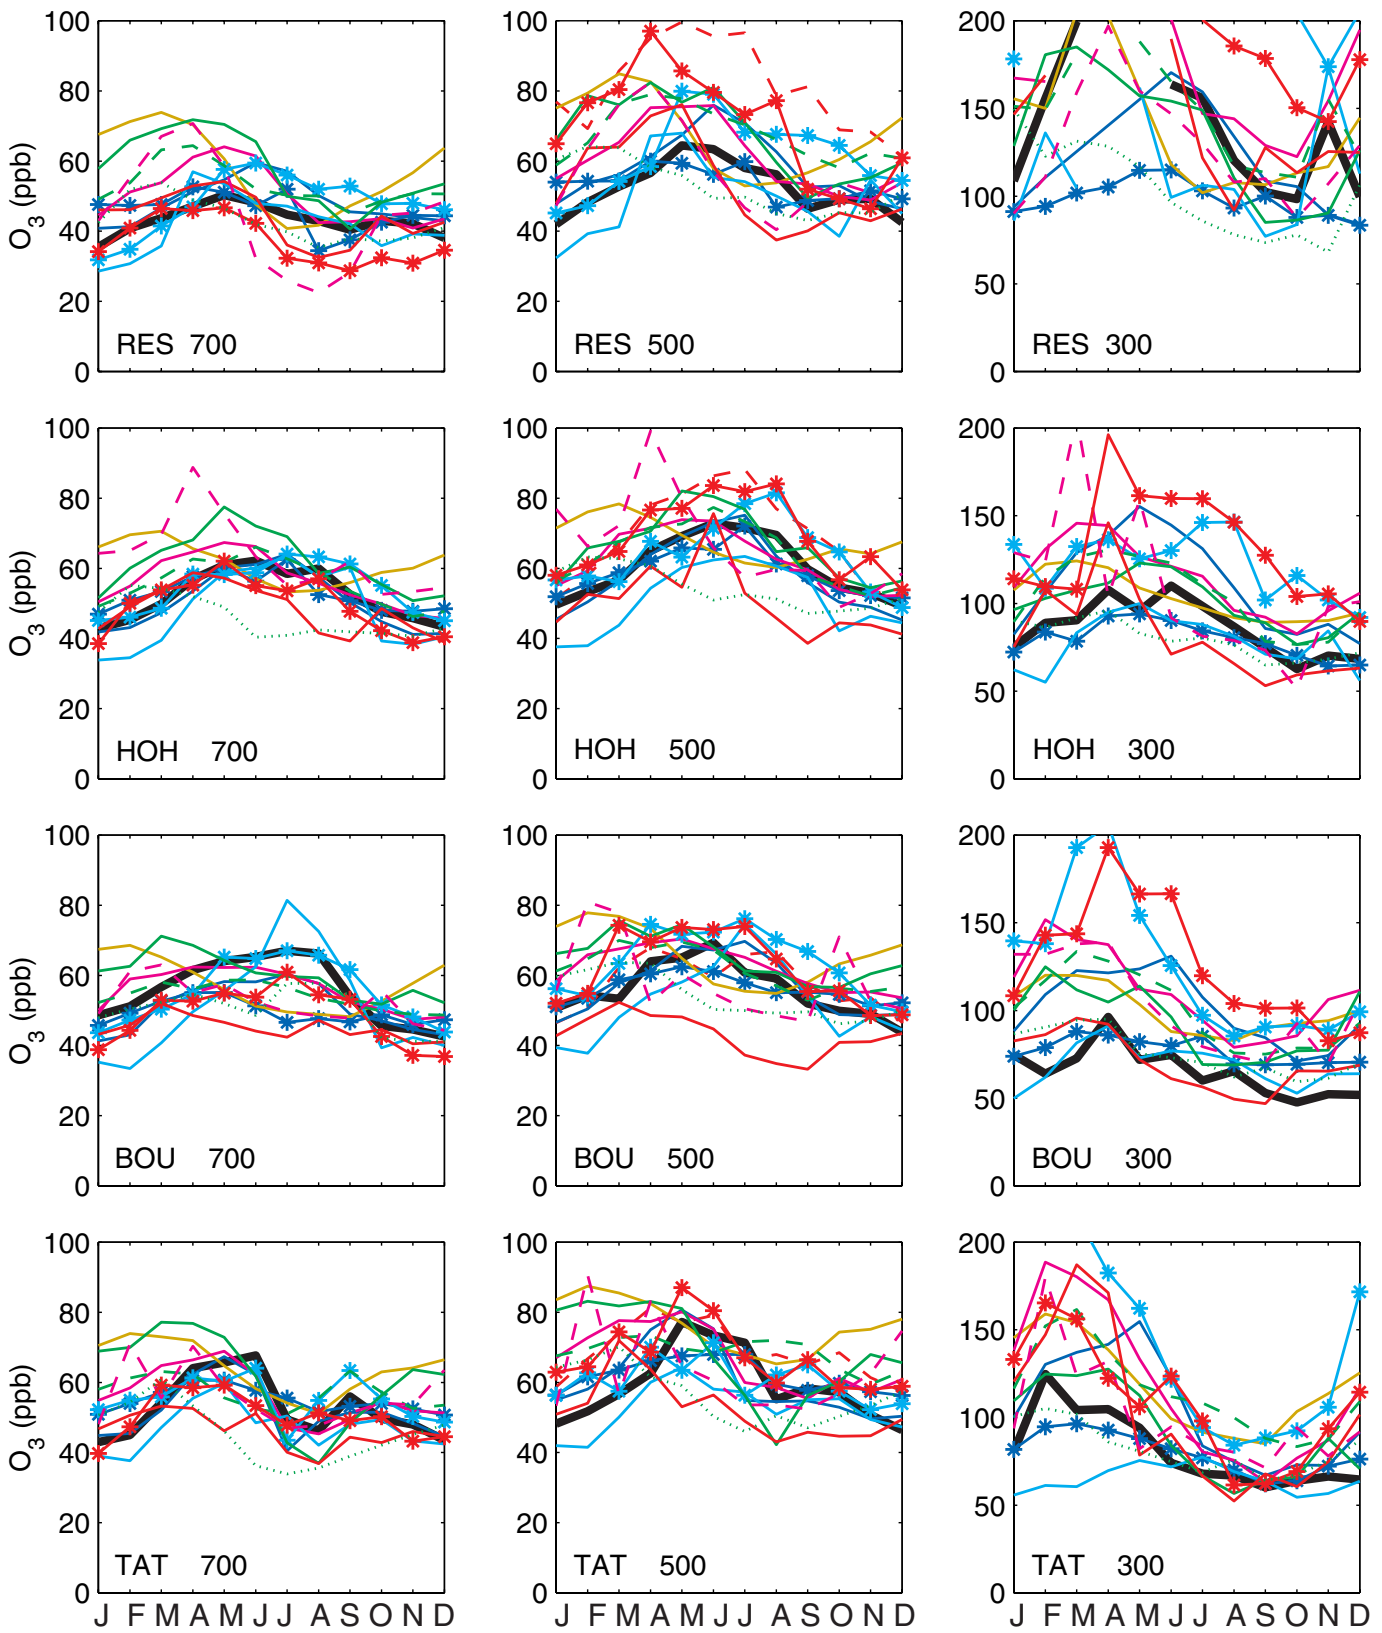 100 100 200
80 80 150
60 60
40 40 100
20 20 50
0 0 0
O3 (ppb)
RES 700 RES 500 RES 300
100 100 200
80 80 150
60 60
40 40 100
20 20 50
0 0 0
O3 (ppb)
HOH 700 HOH 500 HOH 300
100 100 200
80 80 150
60 60
40 40 100
20 20 50
0 0 0
O3 (ppb)
BOU 700 BOU 500 BOU 300
100 100 200
80 80 150
60 60
40 40 100
20 20 50
0 0 0
O3 (ppb)
TAT 700 TAT 500 TAT 300
J F M A M J J A S O N D J F M A M J J A S O N D J F M A M J J A S O N D